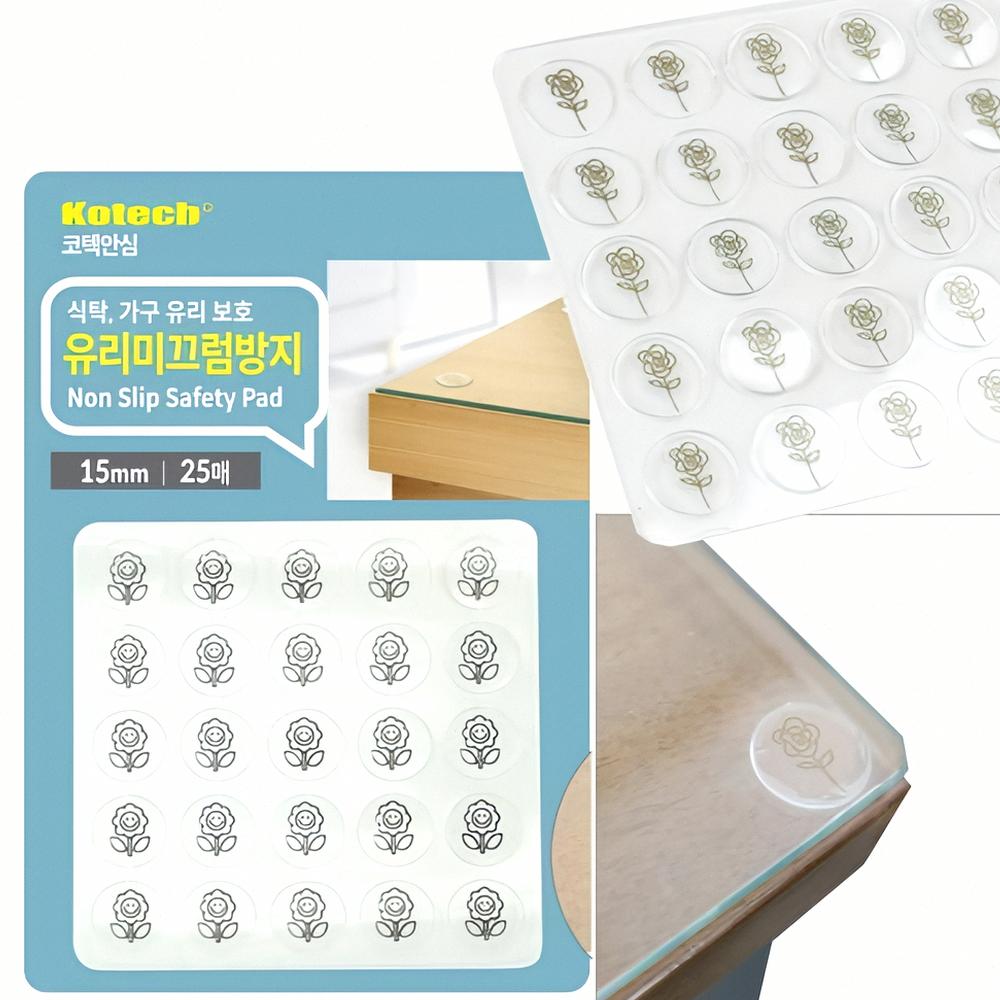 Kotech
코텍안심
식탁, 가구 유리 보호
유리미끄럼방지
Non Slip Safety Pad
15mm | 25매